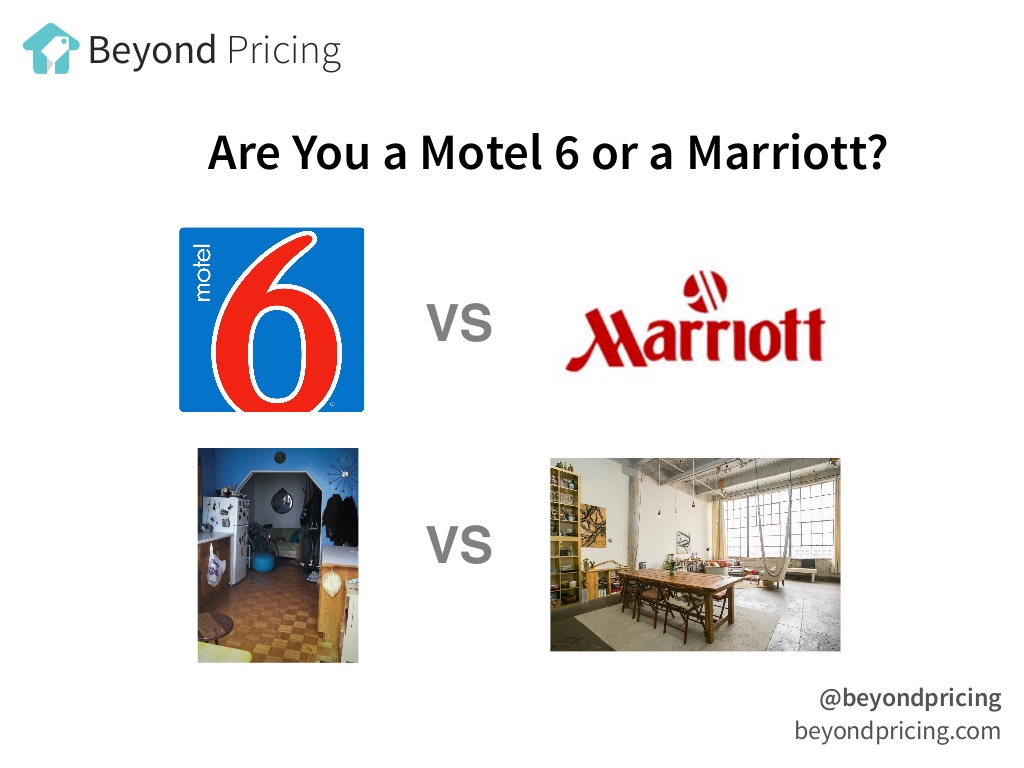 Beyond Pricing
Are You a Motel 6 or a Marriott?
motel
6
VS
Marriott
VS
@beyondpricing
beyondpricing.com